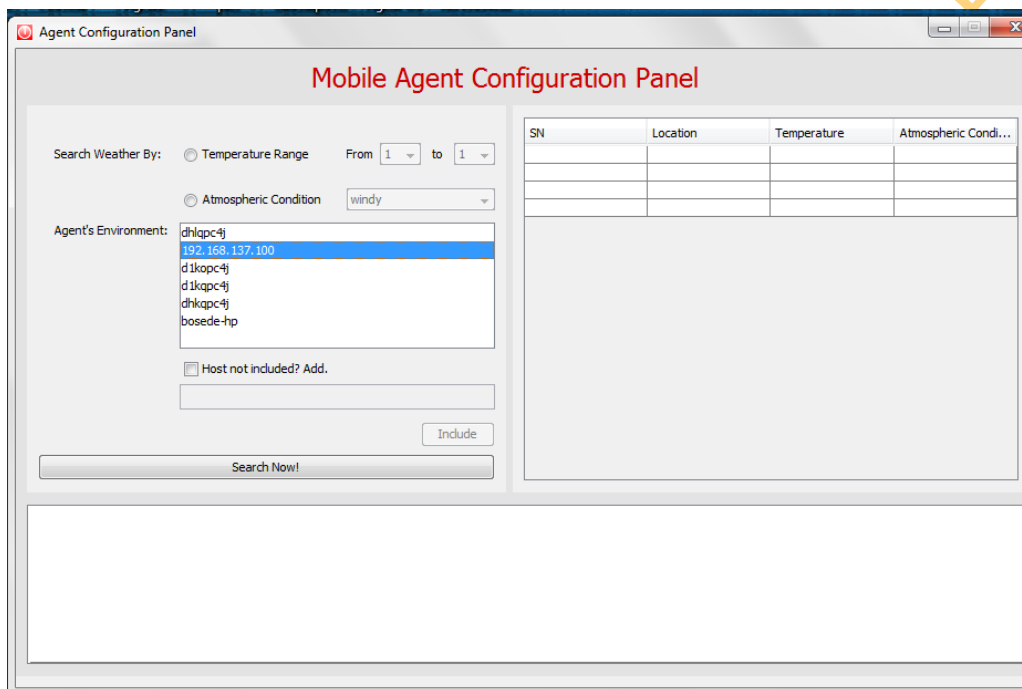 Agent Configuration Panel
Mobile Agent Configuration Panel
Search Weather By: Temperature Range From 1 to 1
Atmospheric Condition windy
Agent's Environment: dhlqpc4j
192.168.137.100
d1kopc4j
d1kqpc4j
dhkqpc4j
bosede-hp
Host not included? Add.
Include
Search Now!
SN Location Temperature Atmospheric Condi...